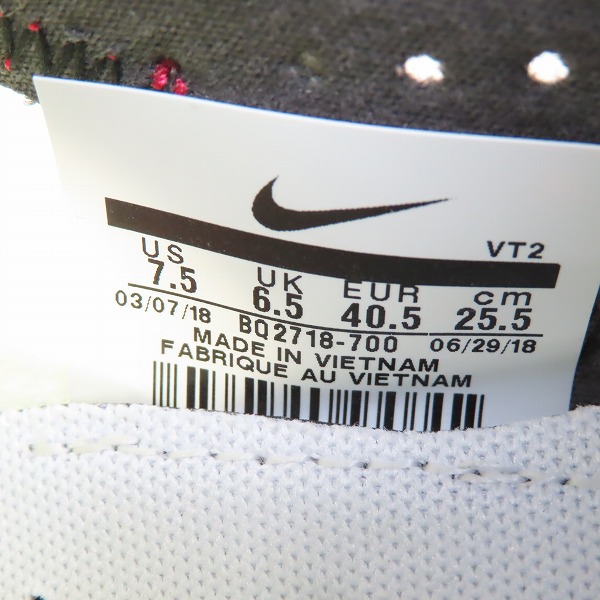 VT2
US UK EUR cm
7.5 6.5 40.5 25.5
03/07/18 BQ2718-700 06/29/18
MADE IN VIETNAM
FABRIQUE AU VIETNAM